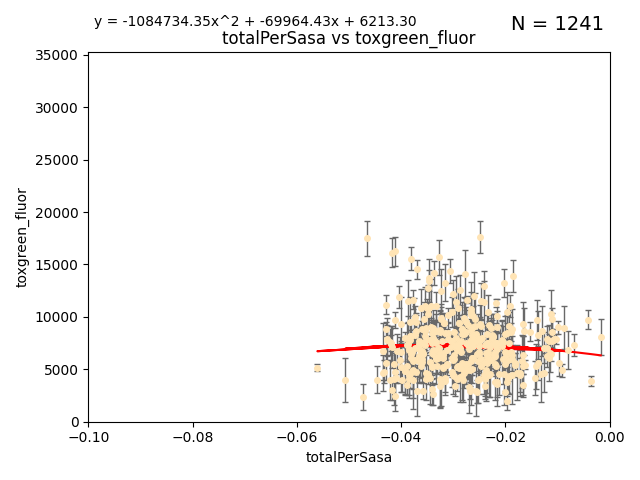 y = -1084734.35x^2 + -69964.43x + 6213.30
N = 1241
totalPerSasa vs toxgreen_fluor
35000
30000
25000
20000
15000
10000
5000
0
toxgreen_fluor
−0.10
−0.08
−0.06
−0.04
−0.02
0.00
totalPerSasa